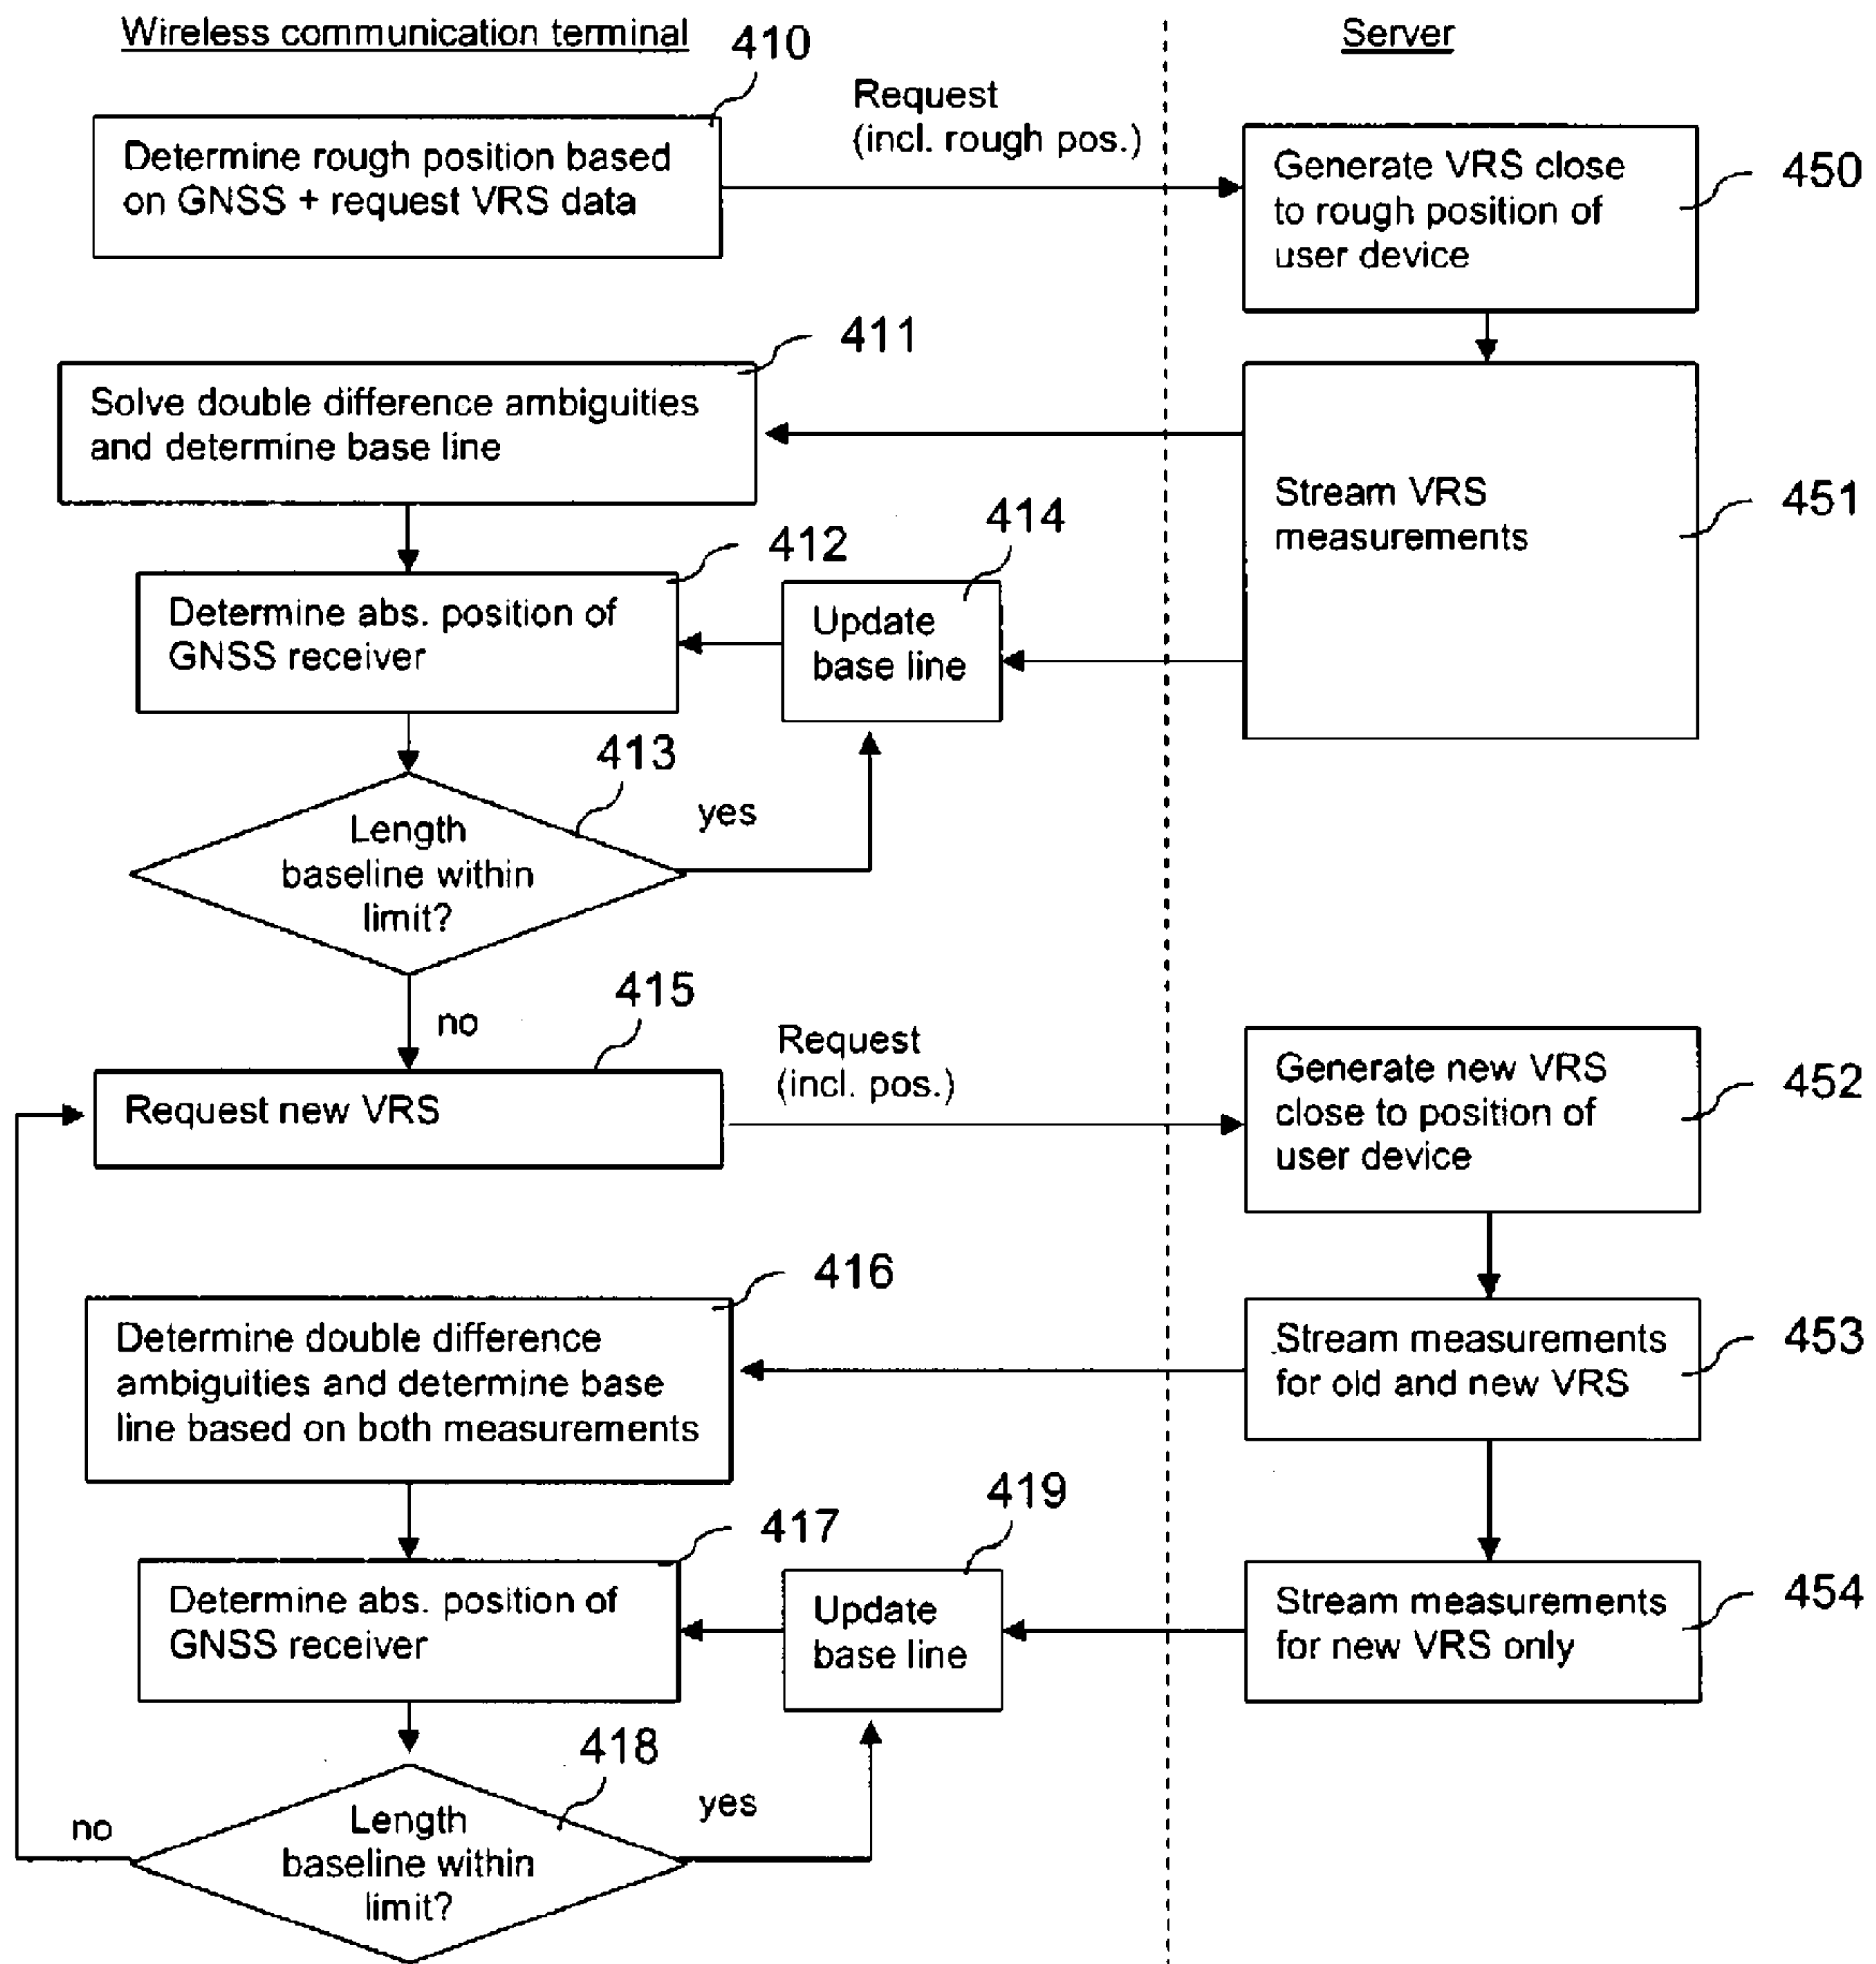 Wireless communication terminal
Server
410
Request
(incl. rough pos.)
Determine rough position based
on GNSS + request VRS data
Generate VRS close
to rough position of
user device
450
411
Solve double difference ambiguities
and determine base line
Stream VRS
measurements
451
412
414
Determine abs. position of
GNSS receiver
Update
base line
413
Length
baseline within
limit?
yes
no
415
Request
(incl. pos.)
Request new VRS
Generate new VRS
close to position of
user device
452
416
Determine double difference
ambiguities and determine base
line based on both measurements
Stream measurements
for old and new VRS
453
417
419
Determine abs. position of
GNSS receiver
Update
base line
Stream measurements
for new VRS only
454
418
Length
baseline within
limit?
yes
no